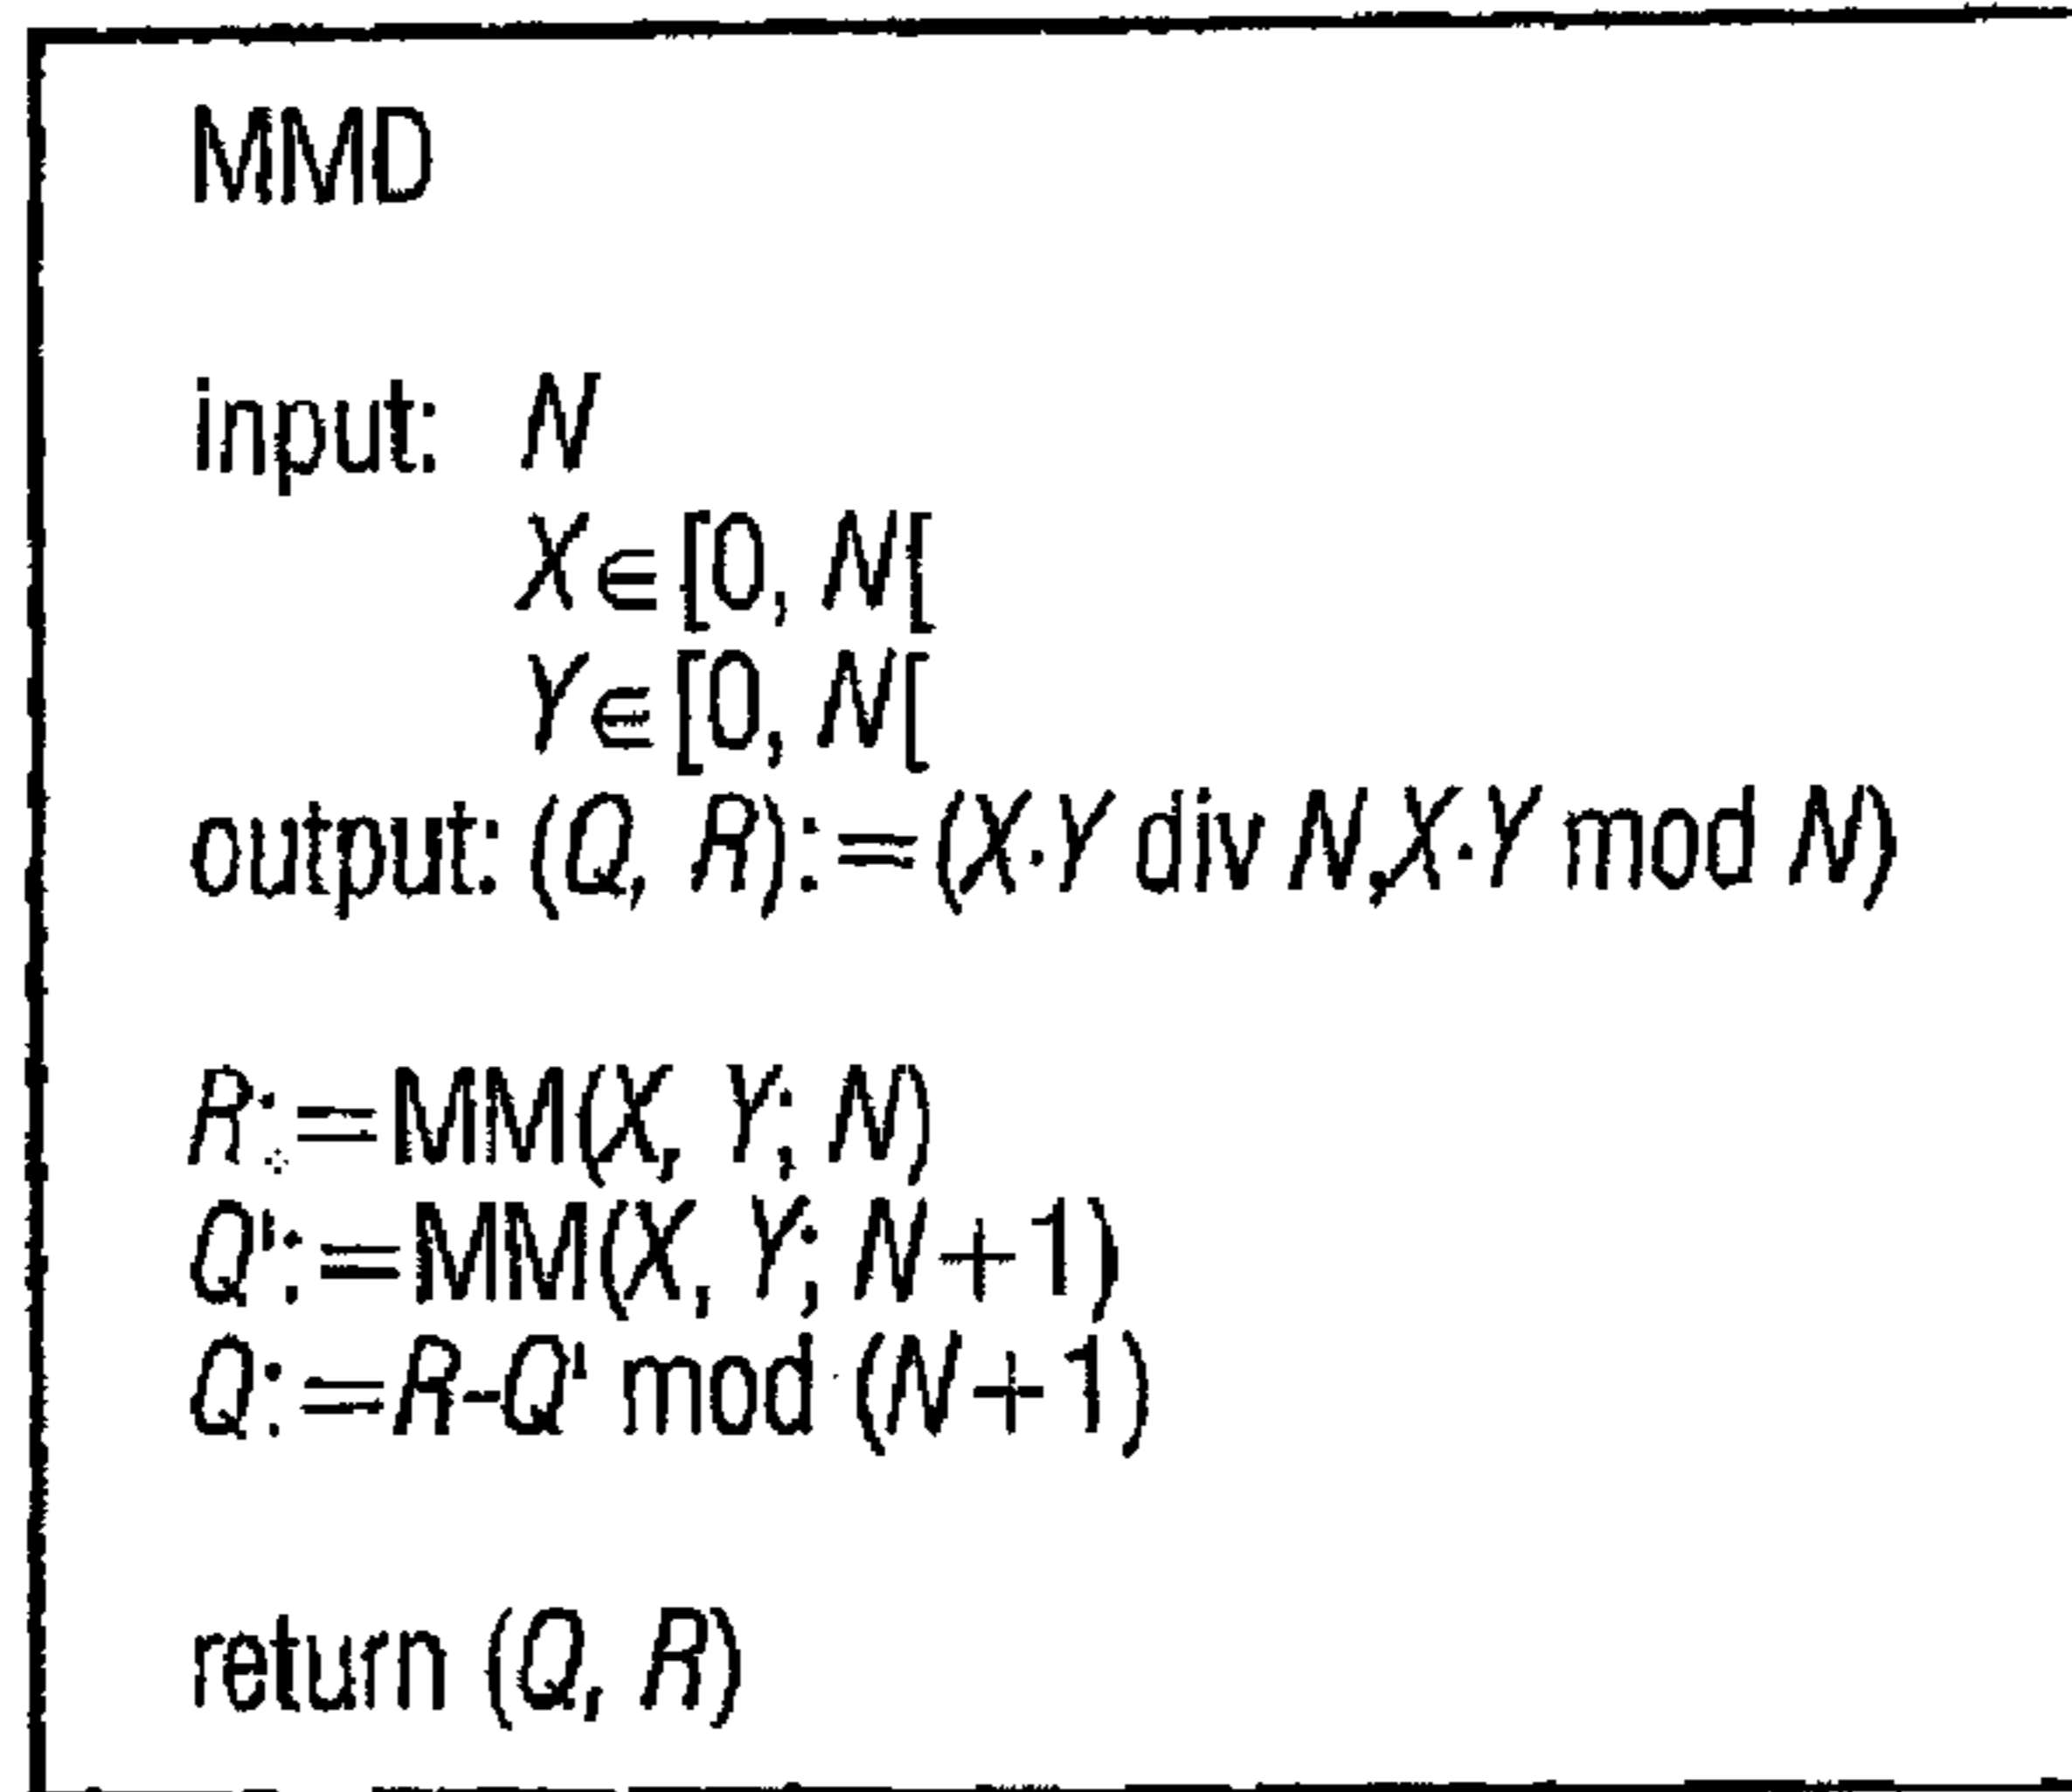 MMD
input: N
X∈[0, N[
Y∈[0, N[
output: (Q, R):=(X·Y div N,X·Y mod N)
R:=MM(X, Y; N)
Q':=MM(X, Y; N+1)
Q:=R-Q' mod (N+1)
return (Q, R)